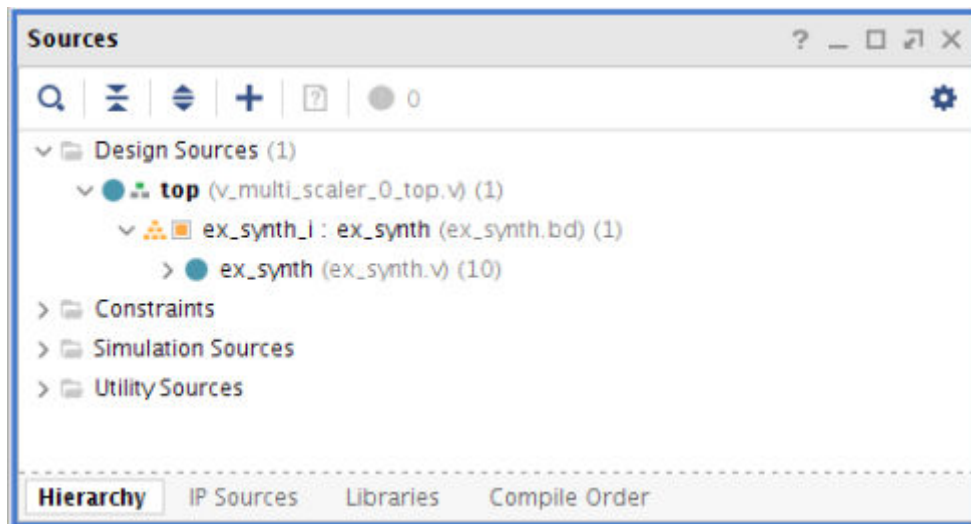 Sources
0
Design Sources (1)
top (v_multi_scaler_0_top.v) (1)
ex_synth_i : ex_synth (ex_synth.bd) (1)
ex_synth (ex_synth.v) (10)
Constraints
Simulation Sources
Utility Sources
Hierarchy IP Sources Libraries Compile Order